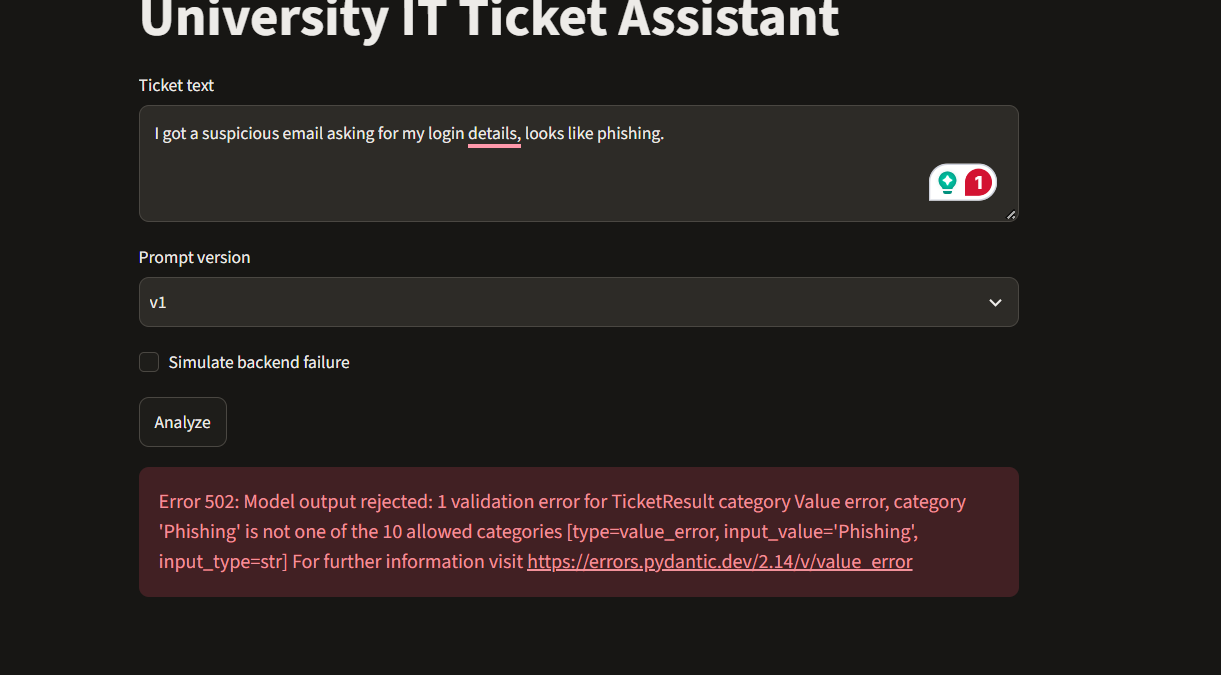 University IT Ticket Assistant
Ticket text
I got a suspicious email asking for my login details, looks like phishing.
1
Prompt version
v1
Simulate backend failure
Analyze
Error 502: Model output rejected: 1 validation error for TicketResult category Value error, category
'Phishing' is not one of the 10 allowed categories [type=value_error, input_value='Phishing',
input_type=str] For further information visit https://errors.pydantic.dev/2.14/v/value_error